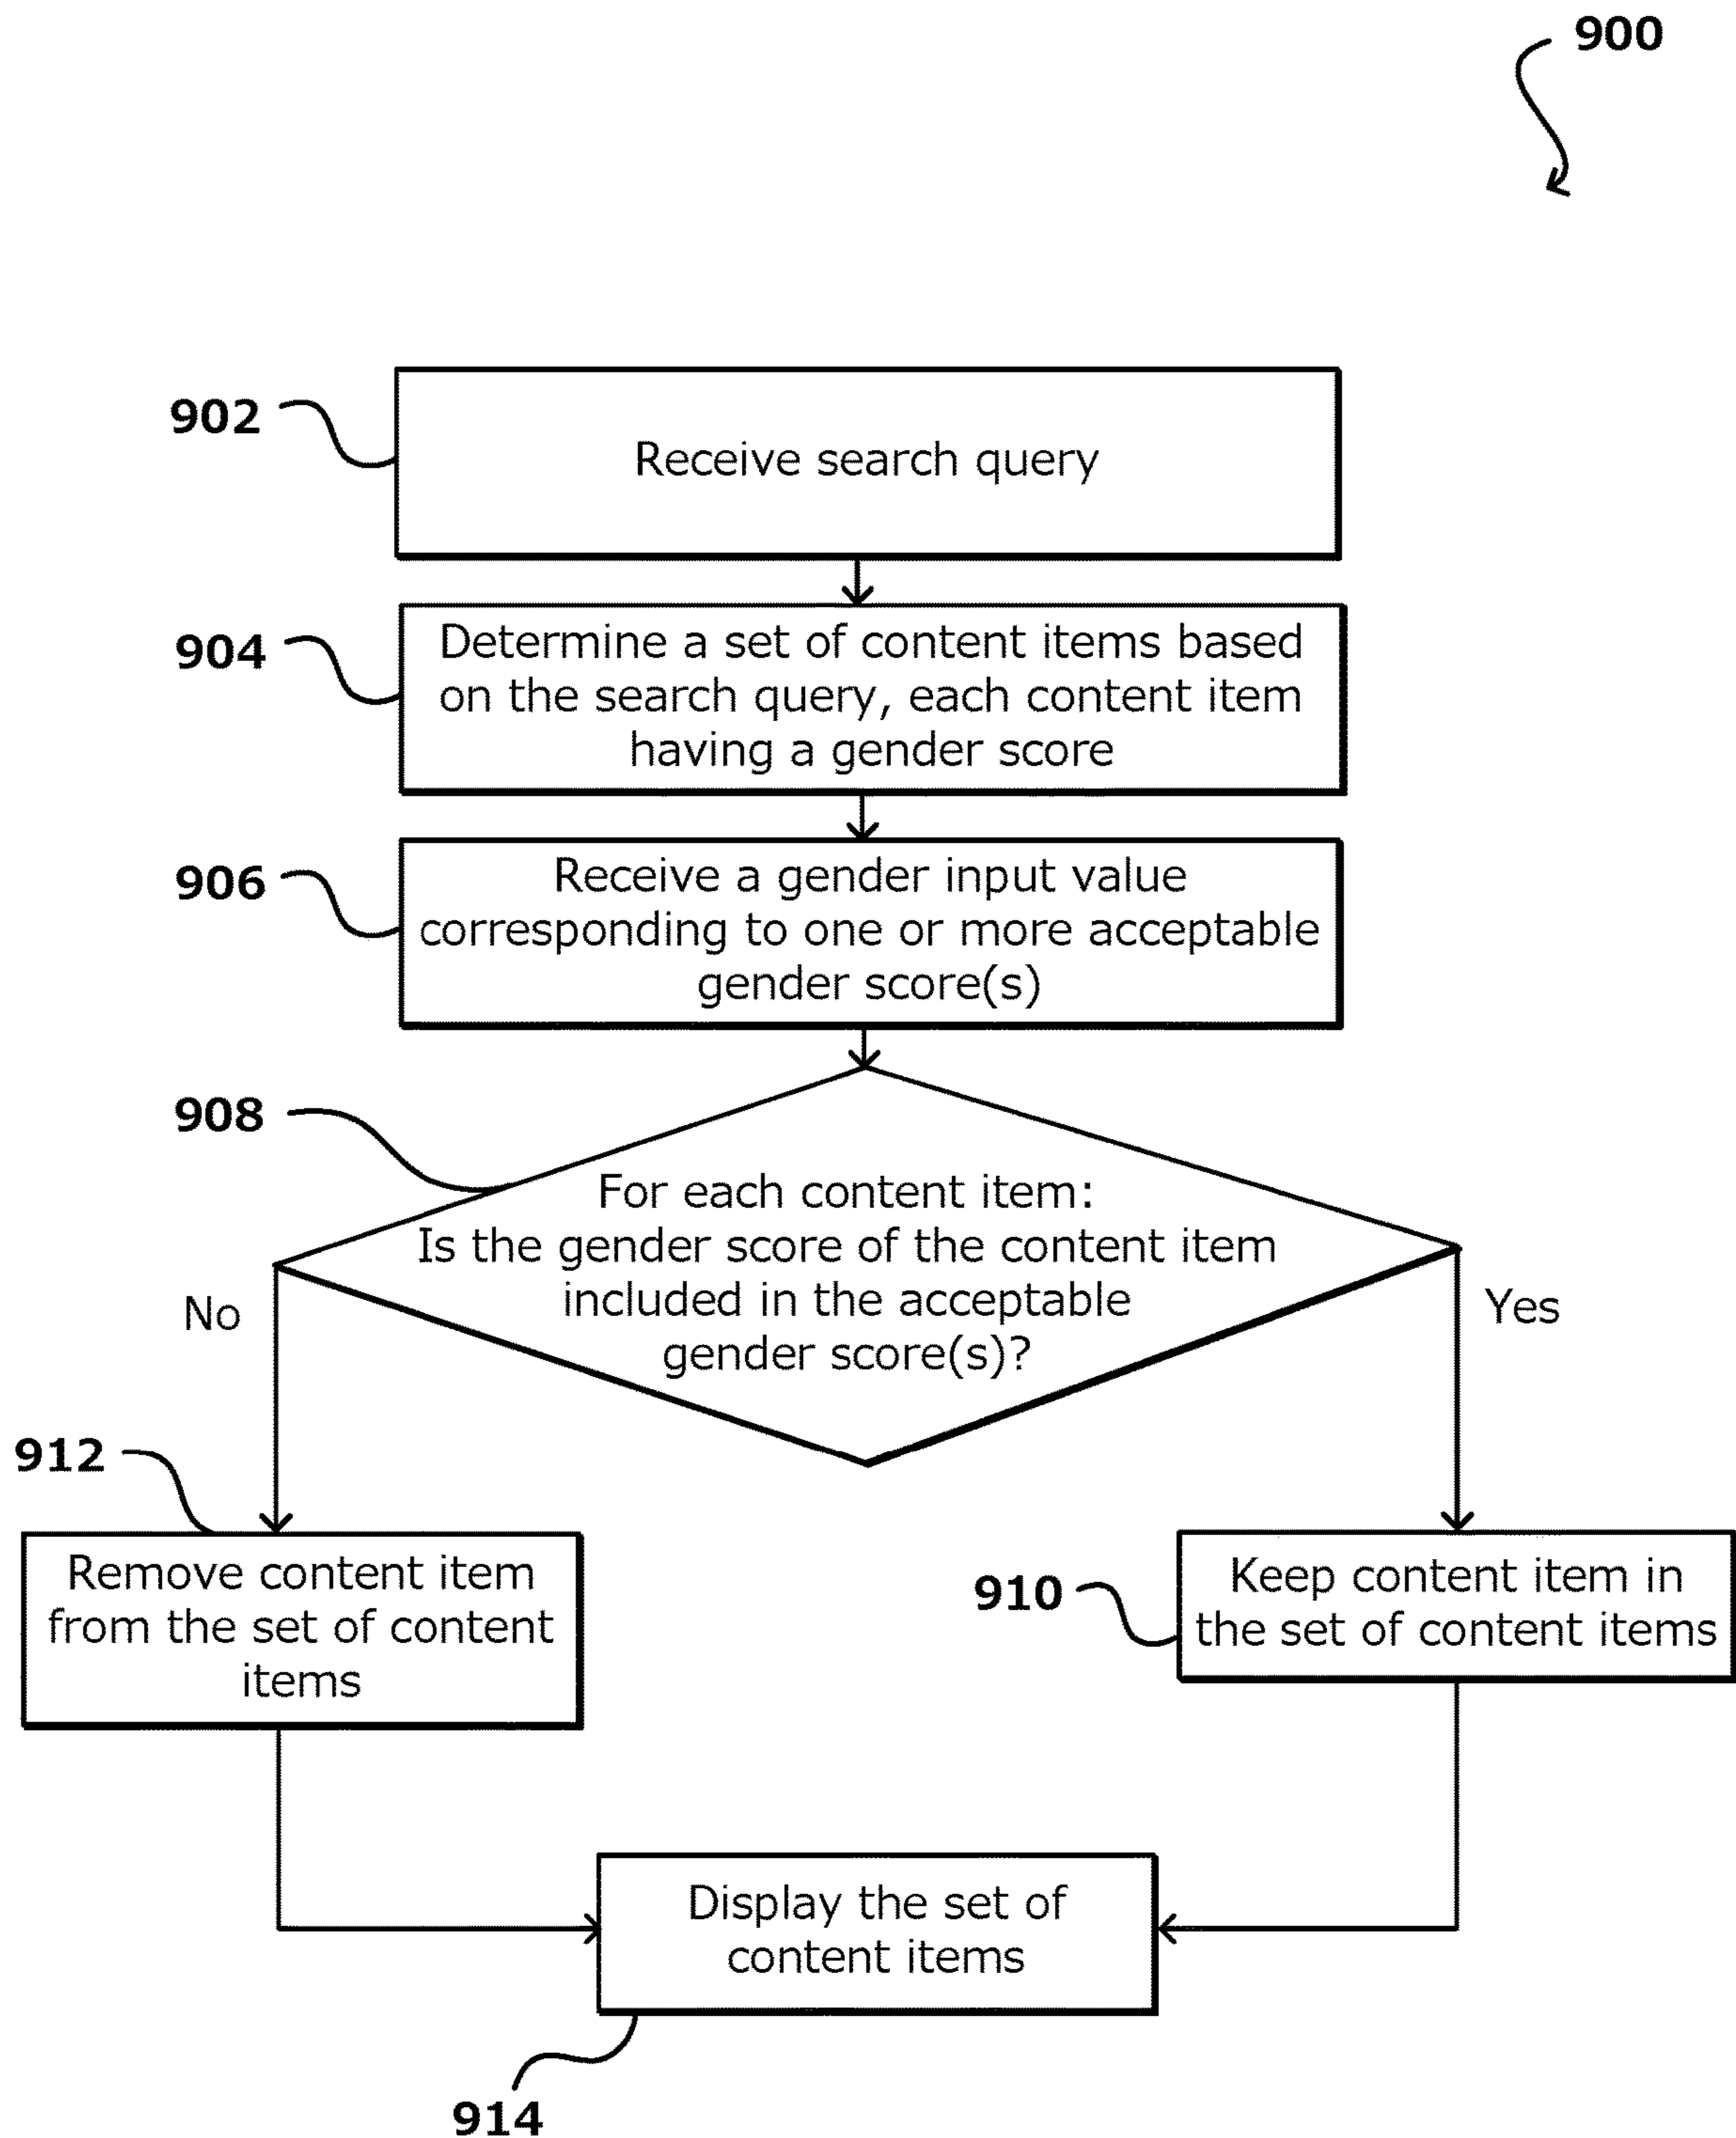 900
902
Receive search query
904
Determine a set of content items based
on the search query, each content item
having a gender score
906
Receive a gender input value
corresponding to one or more acceptable
gender score(s)
908
For each content item:
Is the gender score of the content item
included in the acceptable
gender score(s)?
No
Yes
912
Remove content item
from the set of content
items
910
Keep content item in
the set of content items
Display the set of
content items
914